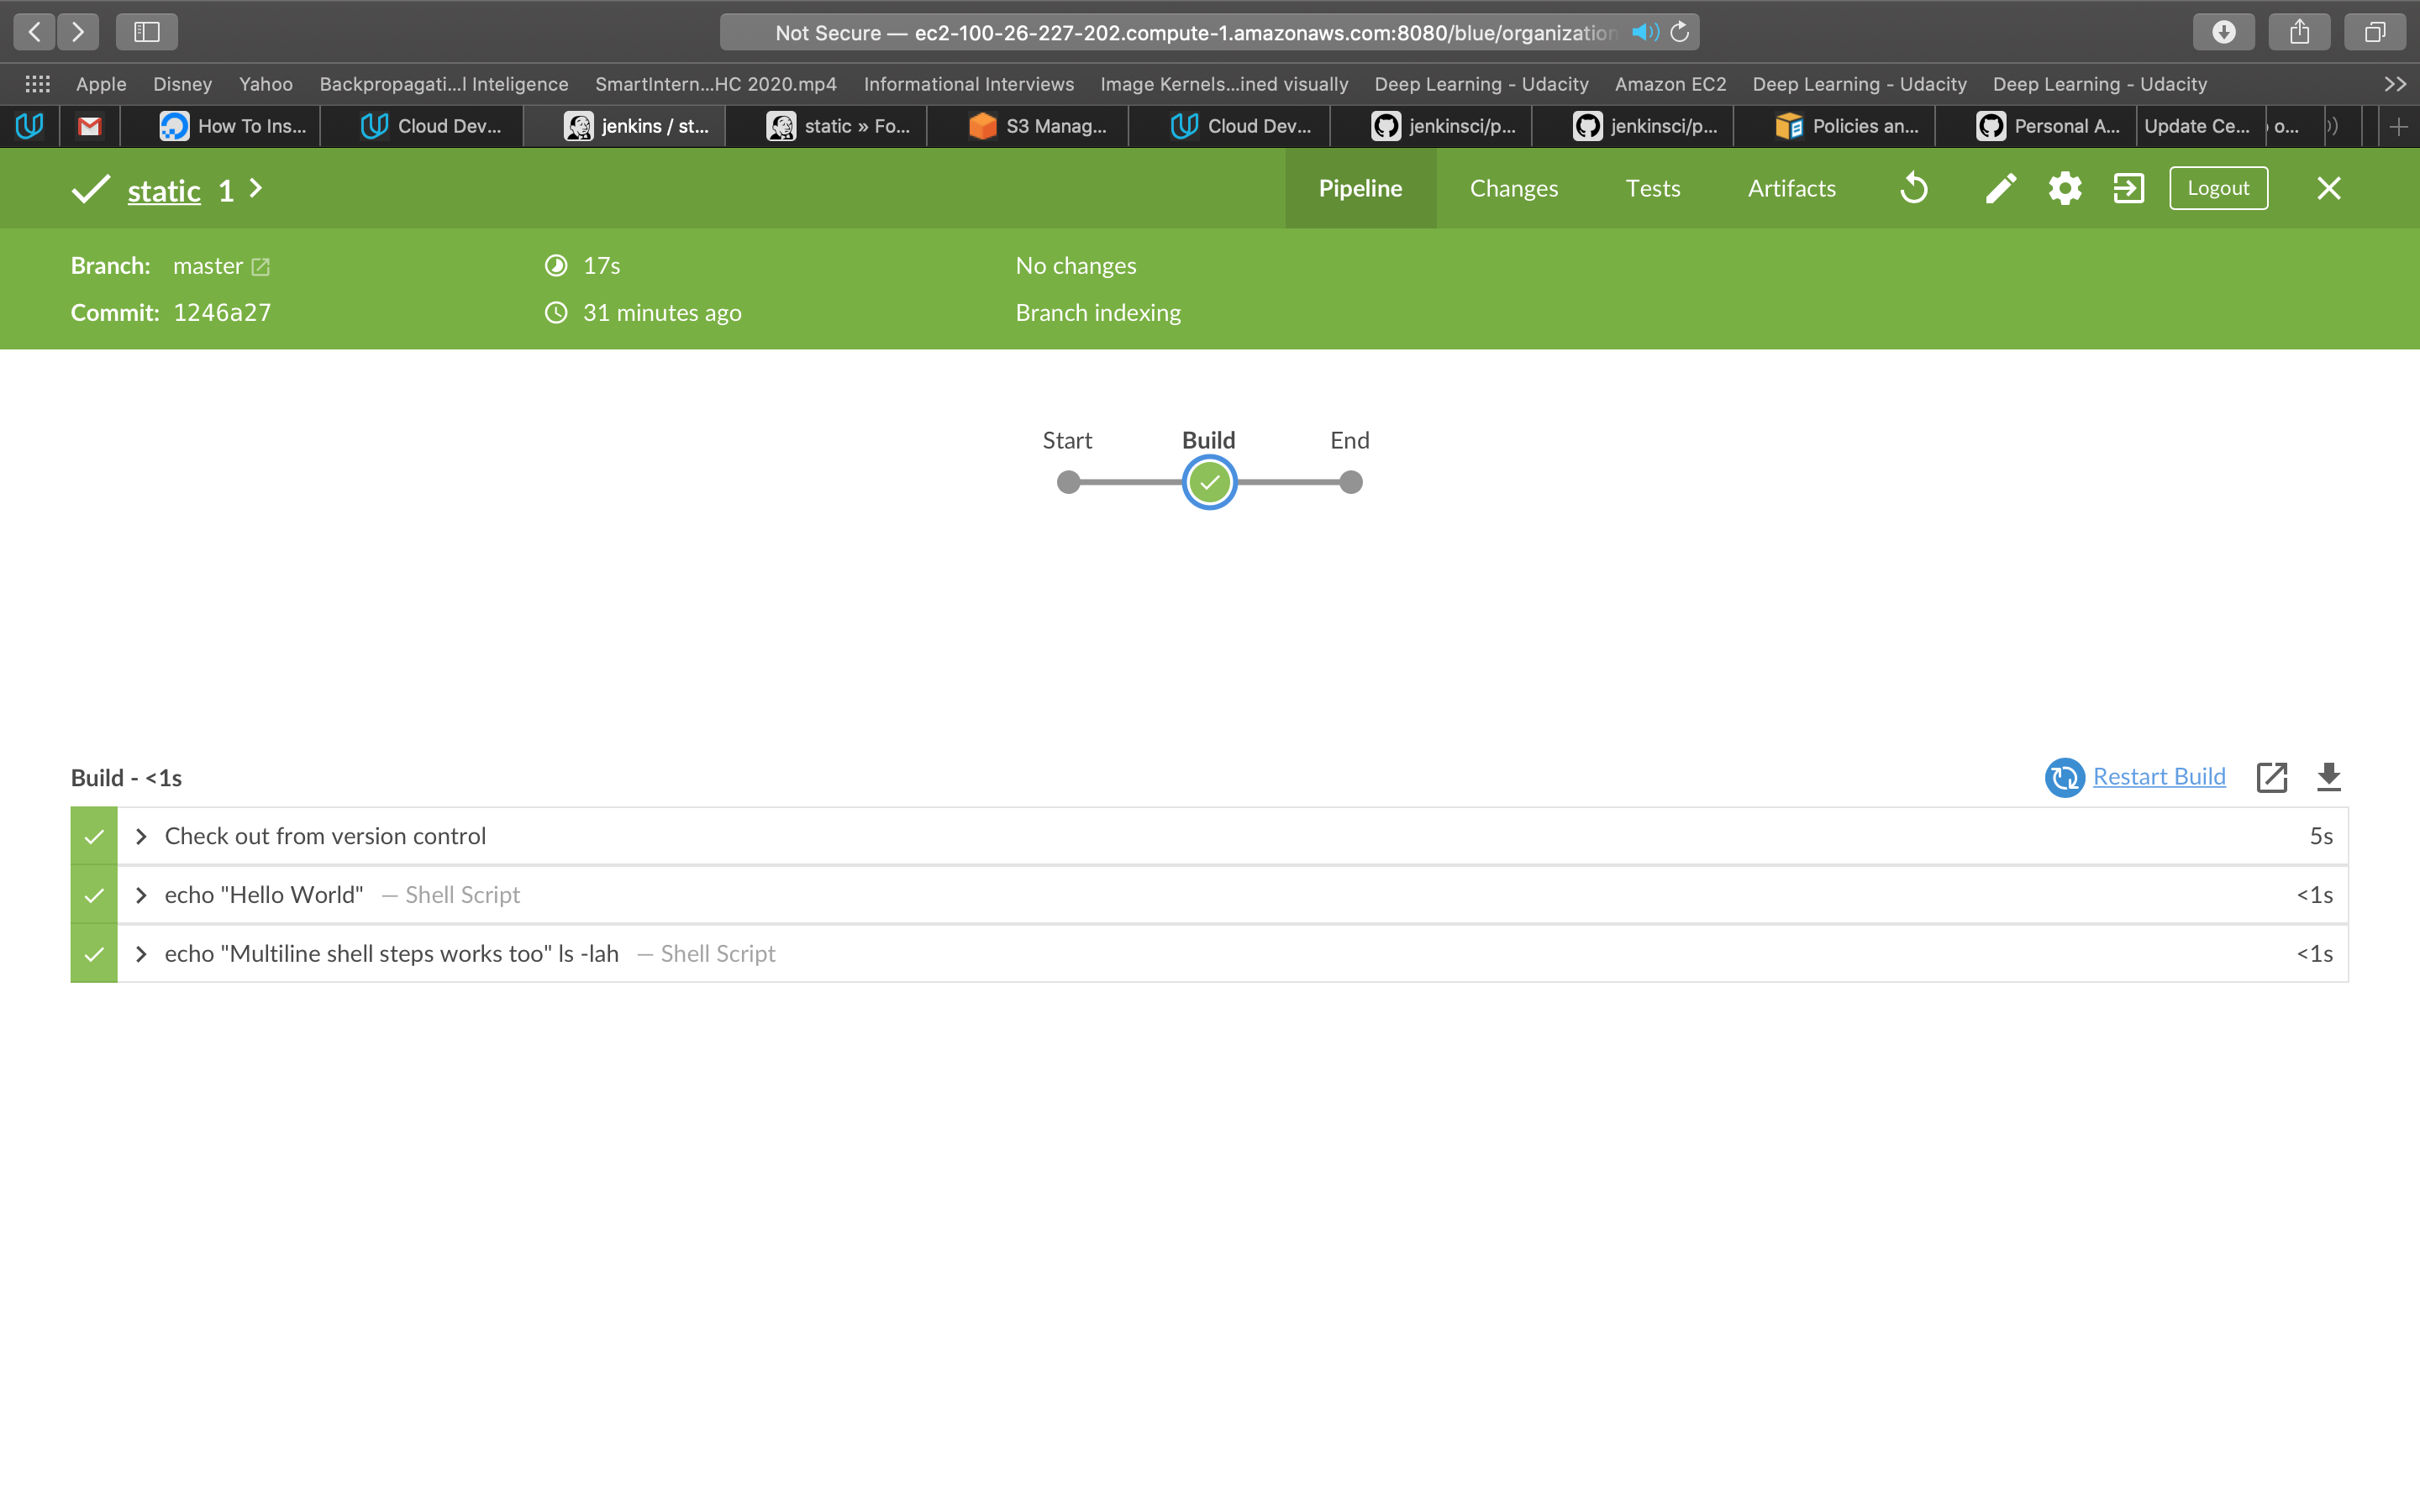 Not Secure — ec2-100-26-227-202.compute-1.amazonaws.com:8080/blue/organization
Apple Disney Yahoo Backpropagati...l Inteligence SmartIntern...HC 2020.mp4 Informational Interviews Image Kernels...ined visually Deep Learning - Udacity Amazon EC2 Deep Learning - Udacity Deep Learning - Udacity
How To Ins... Cloud Dev... jenkins / st... static » Fo... S3 Manag... Cloud Dev... jenkinsci/p... jenkinsci/p... Policies an... Personal A... Update Ce... o...
static 1 Pipeline Changes Tests Artifacts Logout
Branch: master 17s No changes
Commit: 1246a27 31 minutes ago Branch indexing
Start Build End
Build - <1s Restart Build
Check out from version control 5s
echo "Hello World" — Shell Script <1s
echo "Multiline shell steps works too" ls -lah — Shell Script <1s